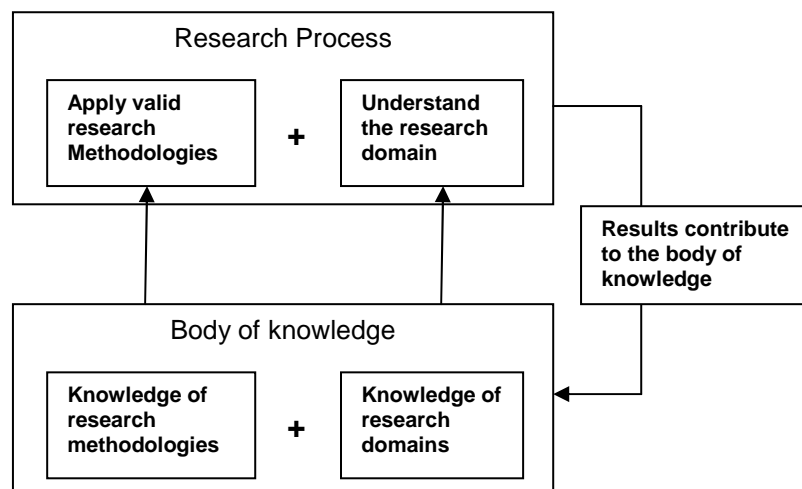 Research Process
Apply valid
research
Methodologies
+
Understand
the research
domain
Results contribute
to the body of
knowledge
Body of knowledge
Knowledge of
research
methodologies
+
Knowledge of
research
domains